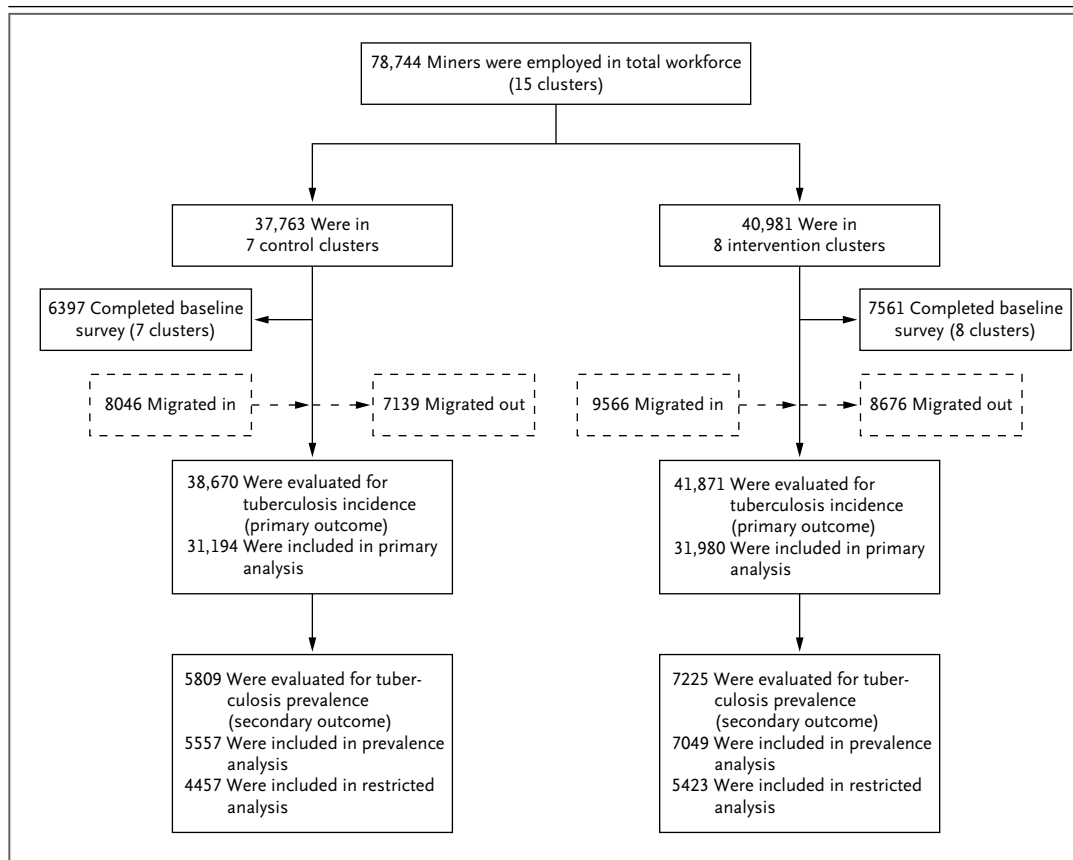 78,744 Miners were employed in total workforce
(15 clusters)
37,763 Were in
7 control clusters
40,981 Were in
8 intervention clusters
6397 Completed baseline
survey (7 clusters)
7561 Completed baseline
survey (8 clusters)
8046 Migrated in
7139 Migrated out
9566 Migrated in
8676 Migrated out
38,670 Were evaluated for
tuberculosis incidence
(primary outcome)
31,194 Were included in primary
analysis
41,871 Were evaluated for
tuberculosis incidence
(primary outcome)
31,980 Were included in primary
analysis
5809 Were evaluated for tuber-
culosis prevalence
(secondary outcome)
5557 Were included in prevalence
analysis
4457 Were included in restricted
analysis
7225 Were evaluated for tuber-
culosis prevalence
(secondary outcome)
7049 Were included in prevalence
analysis
5423 Were included in restricted
analysis